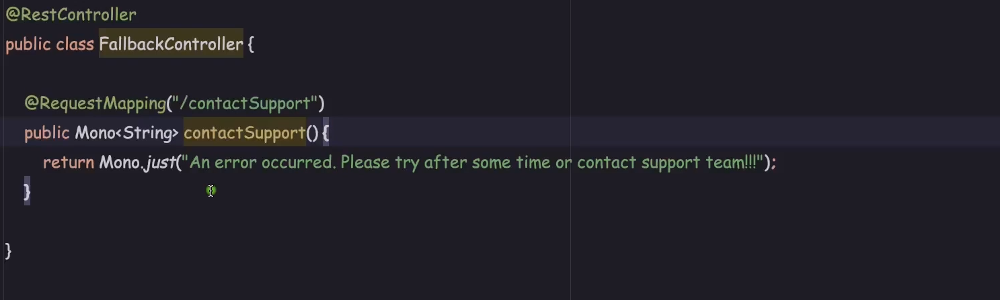 @RestController
public class FallbackController {
@RequestMapping("/contactSupport")
public Mono<String> contactSupport() {
return Mono.just("An error occurred. Please try after some time or contact support team!!!");
}
}